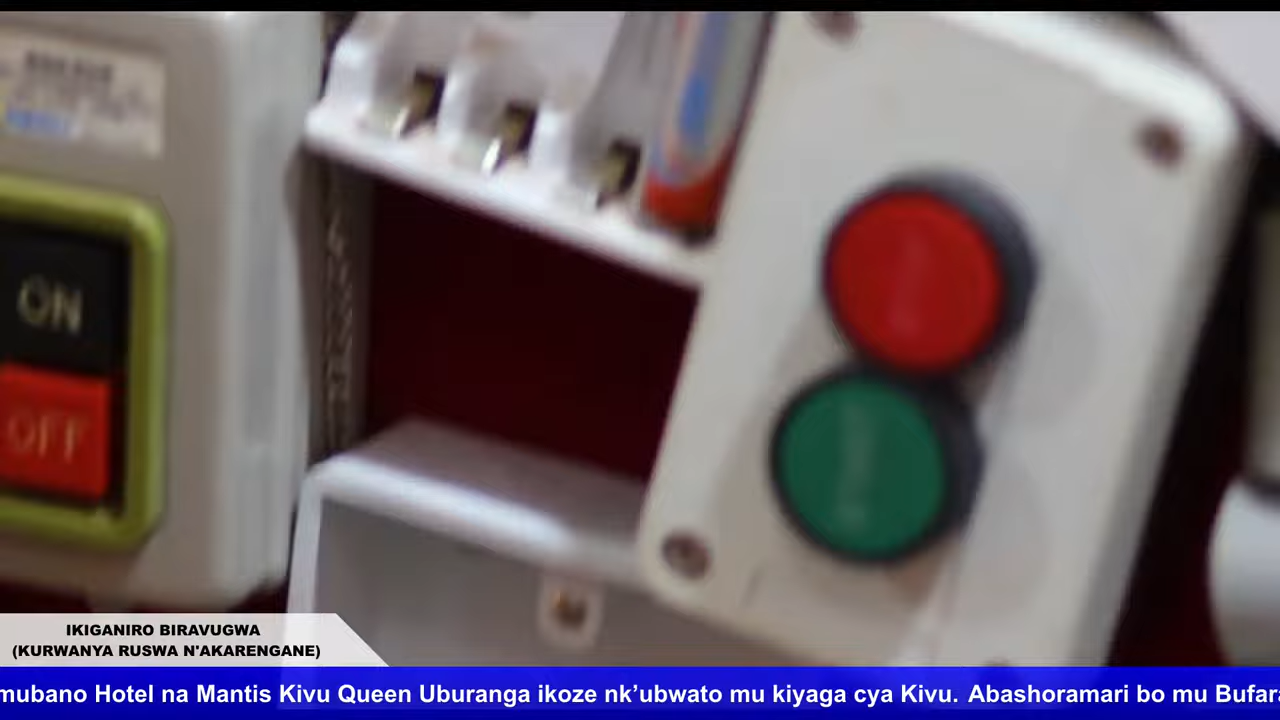 ON
OFF
IKIGANIRO BIRAVUGWA
(KURWANYA RUSWA N'AKARENGANE)
mubano Hotel na Mantis Kivu Queen Uburanga ikoze nk’ubwato mu kiyaga cya Kivu. Abashoramari bo mu